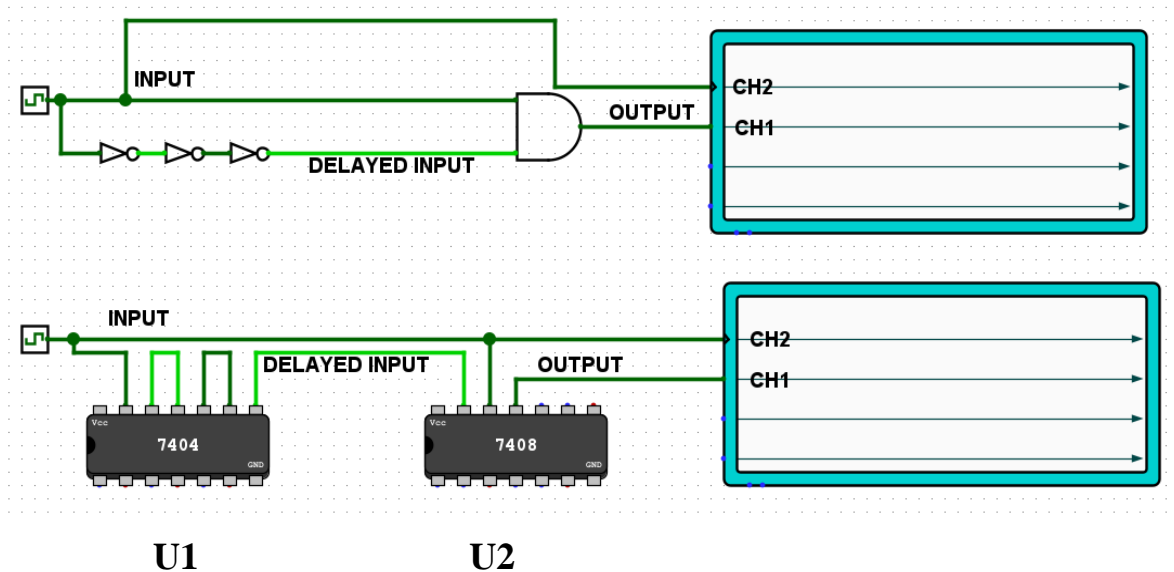 INPUT
CH2
OUTPUT
CH1
DELAYED INPUT
INPUT
CH2
DELAYED INPUT
OUTPUT
CH1
Vcc
7404
GND
Vcc
7408
GND
U1
U2